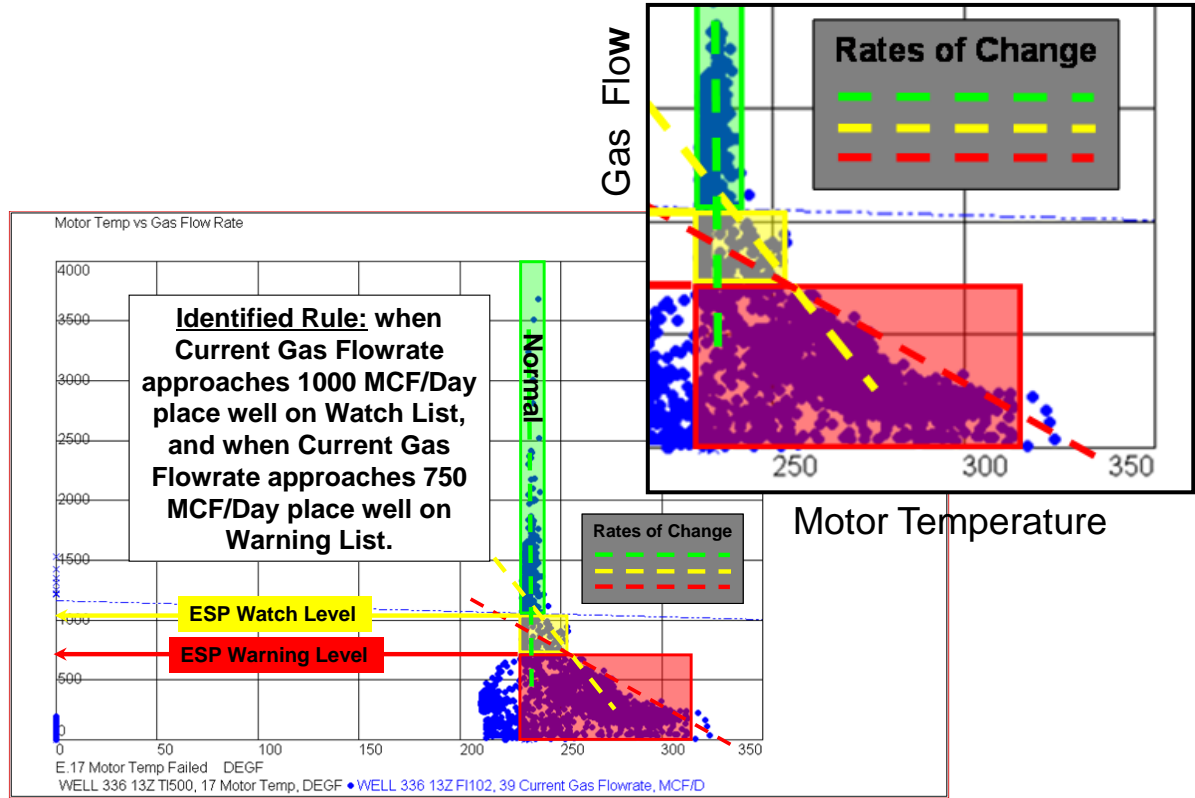 Gas Flow
Rates of Change
250
300
350
Motor Temperature
Motor Temp vs Gas Flow Rate
4000
3500
3000
2500
2000
1500
1000
500
0
Identified Rule: when
Current Gas Flowrate
approaches 1000 MCF/Day
place well on Watch List,
and when Current Gas
Flowrate approaches 750
MCF/Day place well on
Warning List.
Normal
Rates of Change
ESP Watch Level
ESP Warning Level
0
50
100
150
200
250
300
350
E.17 Motor Temp Failed DEGF
WELL 336 13Z TI500, 17 Motor Temp, DEGF ● WELL 336 13Z FI102, 39 Current Gas Flowrate, MCF/D